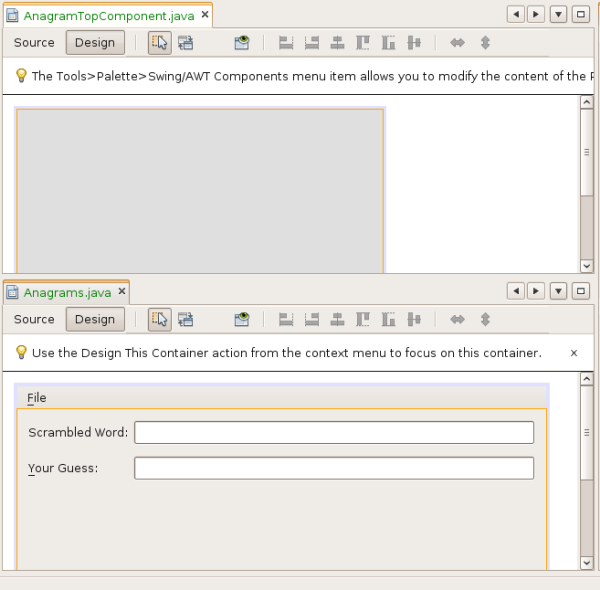 AnagramTopComponent.java
Source Design
The Tools>Palette>Swing/AWT Components menu item allows you to modify the content of the
Anagrams.java
Source Design
Use the Design This Container action from the context menu to focus on this container.
File
Scrambled Word:
Your Guess: